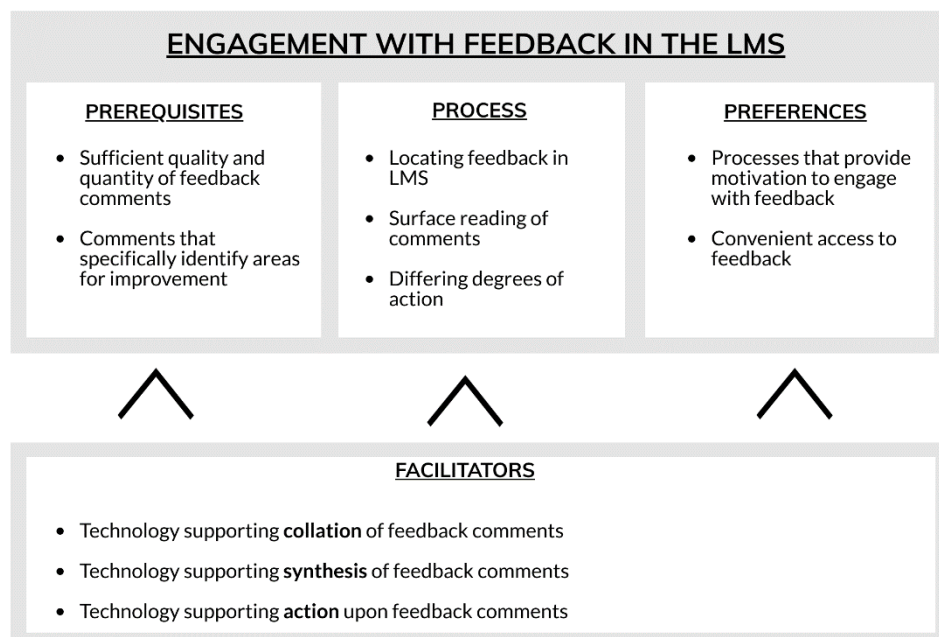 ENGAGEMENT WITH FEEDBACK IN THE LMS
PREREQUISITES
• Sufficient quality and
quantity of feedback
comments
• Comments that
specifically identify areas
for improvement
PROCESS
• Locating feedback in
LMS
• Surface reading of
comments
• Differing degrees of
action
PREFERENCES
• Processes that provide
motivation to engage
with feedback
• Convenient access to
feedback
FACILITATORS
• Technology supporting collation of feedback comments
• Technology supporting synthesis of feedback comments
• Technology supporting action upon feedback comments